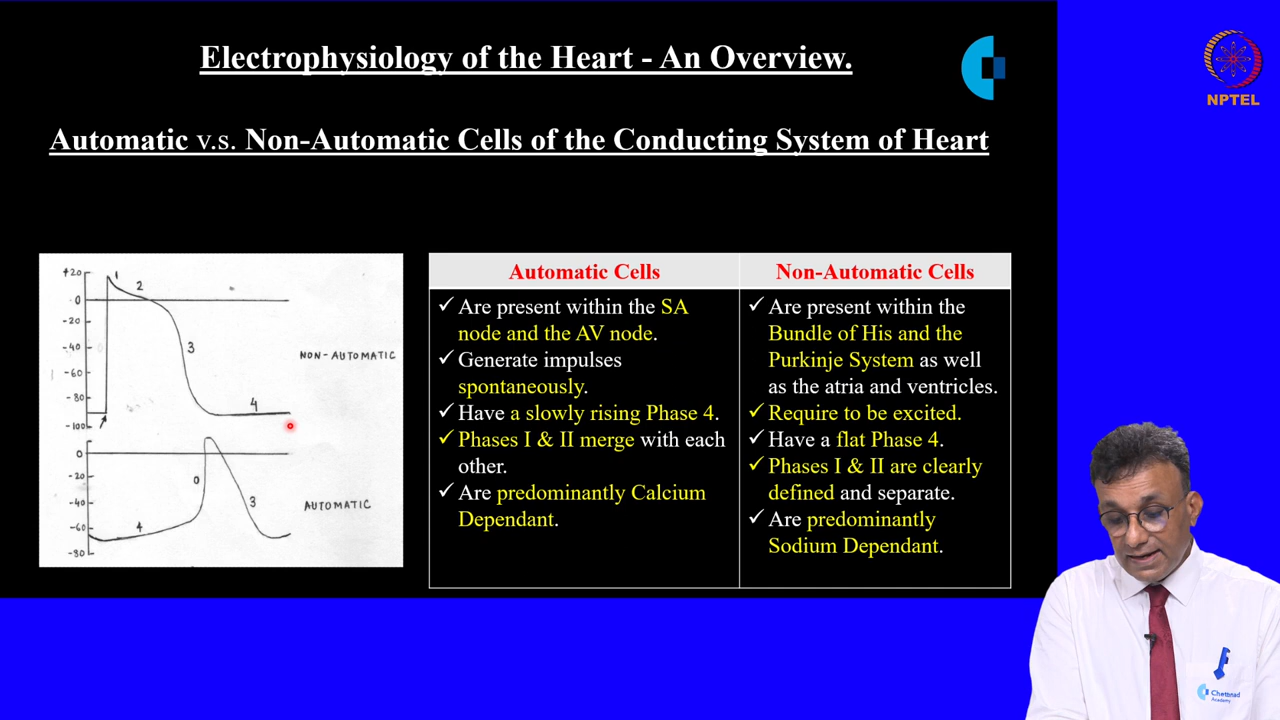 Electrophysiology of the Heart - An Overview.
NPTEL
Automatic v.s. Non-Automatic Cells of the Conducting System of Heart
+20
1
2
0
-20
-40
3
NON-AUTOMATIC
-60
-80
4
-100
0
-20
0
-40
3
AUTOMATIC
-60
4
-80
Automatic Cells
✓ Are present within the SA
node and the AV node.
✓ Generate impulses
spontaneously.
✓ Have a slowly rising Phase 4.
✓ Phases I & II merge with each
other.
✓ Are predominantly Calcium
Dependant.
Non-Automatic Cells
✓ Are present within the
Bundle of His and the
Purkinje System as well
as the atria and ventricles.
✓ Require to be excited.
✓ Have a flat Phase 4.
✓ Phases I & II are clearly
defined and separate.
✓ Are predominantly
Sodium Dependant.
Chettinad
Academy